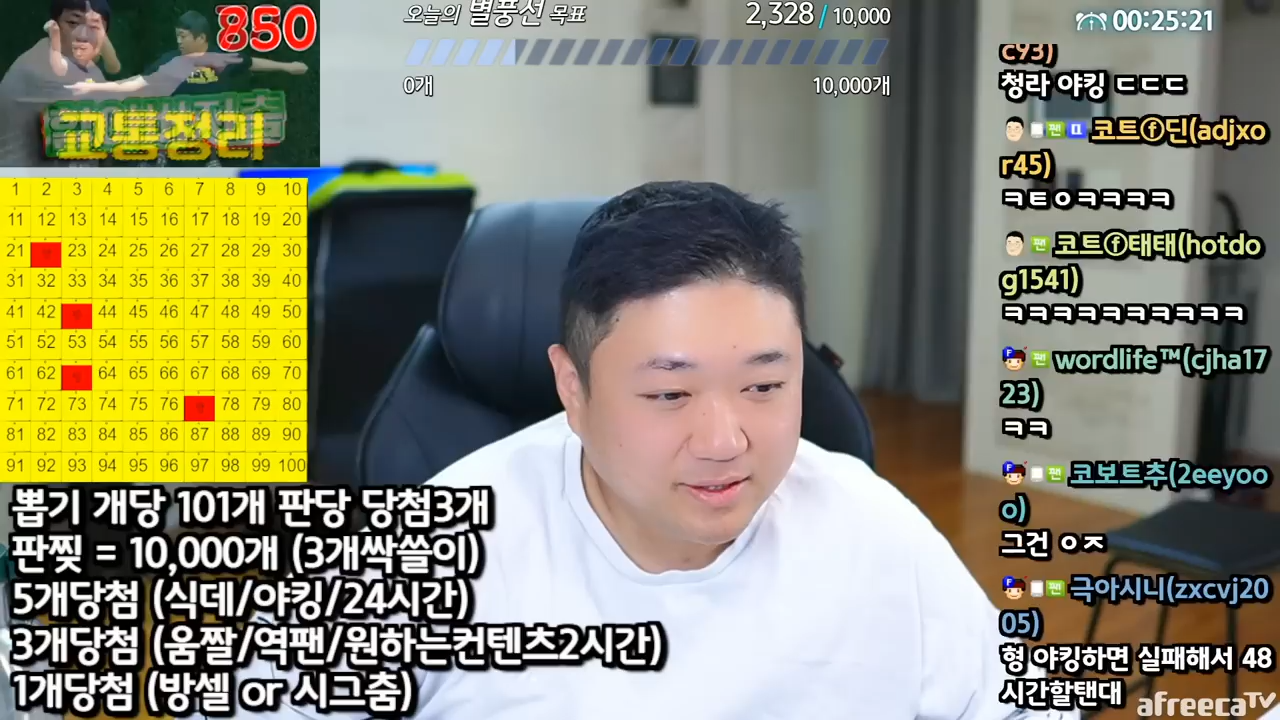 850
교통정리
오늘의 별풍선 목표
2,328 / 10,000
0개
10,000개
00:25:21
1 2 3 4 5 6 7 8 9 10
11 12 13 14 15 16 17 18 19 20
21 23 24 25 26 27 28 29 30
31 32 33 34 35 36 37 38 39 40
41 42 44 45 46 47 48 49 50
51 52 53 54 55 56 57 58 59 60
61 62 64 65 66 67 68 69 70
71 72 73 74 75 76 78 79 80
81 82 83 84 85 86 87 88 89 90
91 92 93 94 95 96 97 98 99 100
뽑기 개당 101개 판당 당첨3개
판찢 = 10,000개 (3개싹쓸이)
5개당첨 (식데/야킹/24시간)
3개당첨 (움짤/역팬/원하는컨텐츠2시간)
1개당첨 (방셀 or 시그춤)
c93)
청라 야킹 ㄷㄷㄷ
팬 코트ⓕ딘(adjxo
r45)
ㅋㅌㅇㅋㅋㅋㅋ
팬 코트ⓕ태태(hotdo
g1541)
ㅋㅋㅋㅋㅋㅋㅋㅋㅋㅋ
팬 wordlife™(cjha17
23)
ㅋㅋ
팬 코보트추(2eeyoo
o)
그건 ㅇㅈ
팬 극아시니(zxcvj20
05)
형 야킹하면 실패해서 48
시간할탠대
afreecaTV